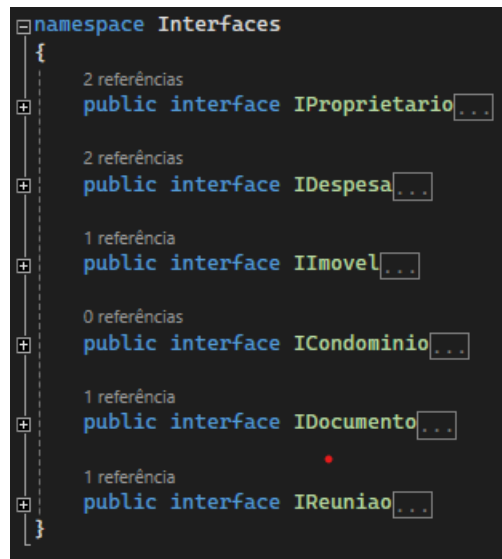 namespace Interfaces
{
2 referências
public interface IProprietario...
2 referências
public interface IDespesa...
1 referência
public interface IImovel...
0 referências
public interface ICondominio...
1 referência
public interface IDocumento...
1 referência
public interface IReuniao...
}